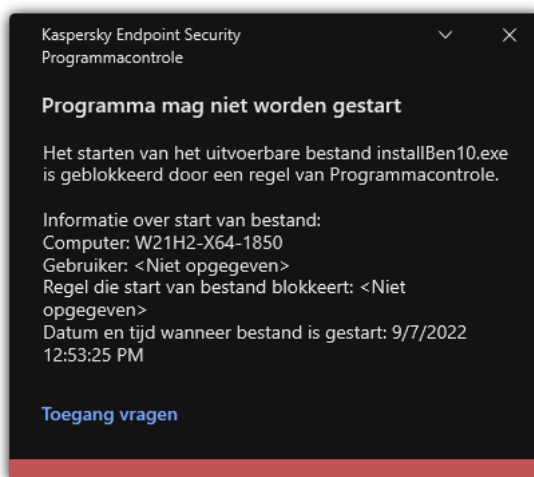 Kaspersky Endpoint Security
Programmacontrole
Programma mag niet worden gestart
Het starten van het uitvoerbare bestand installBen10.exe
is geblokkeerd door een regel van Programmacontrole.
Informatie over start van bestand:
Computer: W21H2-X64-1850
Gebruiker: <Niet opgegeven>
Regel die start van bestand blokkeert: <Niet
opgegeven>
Datum en tijd wanneer bestand is gestart: 9/7/2022
12:53:25 PM
Toegang vragen